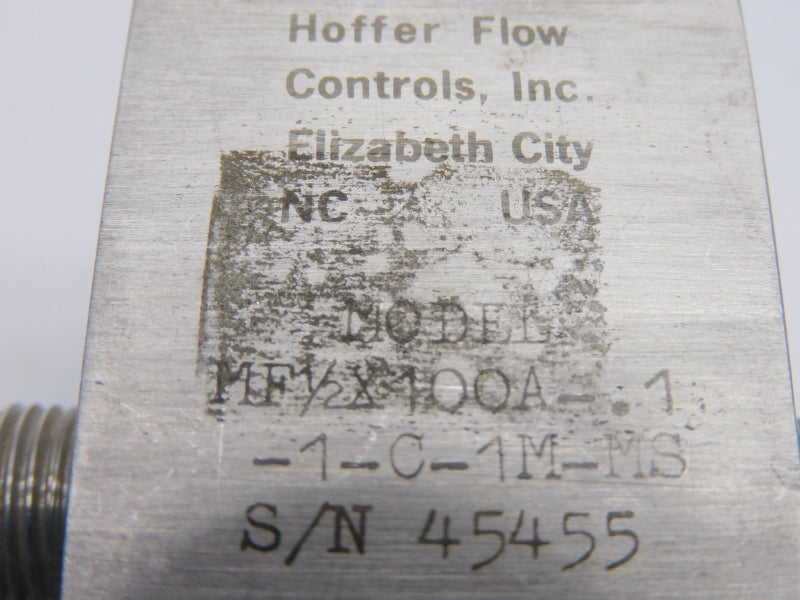 Hoffer Flow
Controls, Inc.
Elizabeth City
NC USA
MODEL
MF½X100A-.1
-1-C-1M-MS
S/N 45455